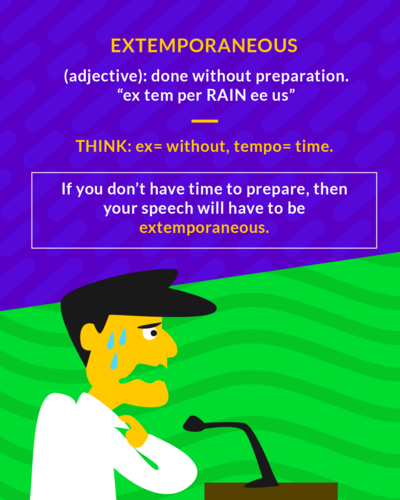 EXTEMPORANEOUS
(adjective): done without preparation.
“ex tem per RAIN ee us”
THINK: ex= without, tempo= time.
If you don’t have time to prepare, then
your speech will have to be
extemporaneous.